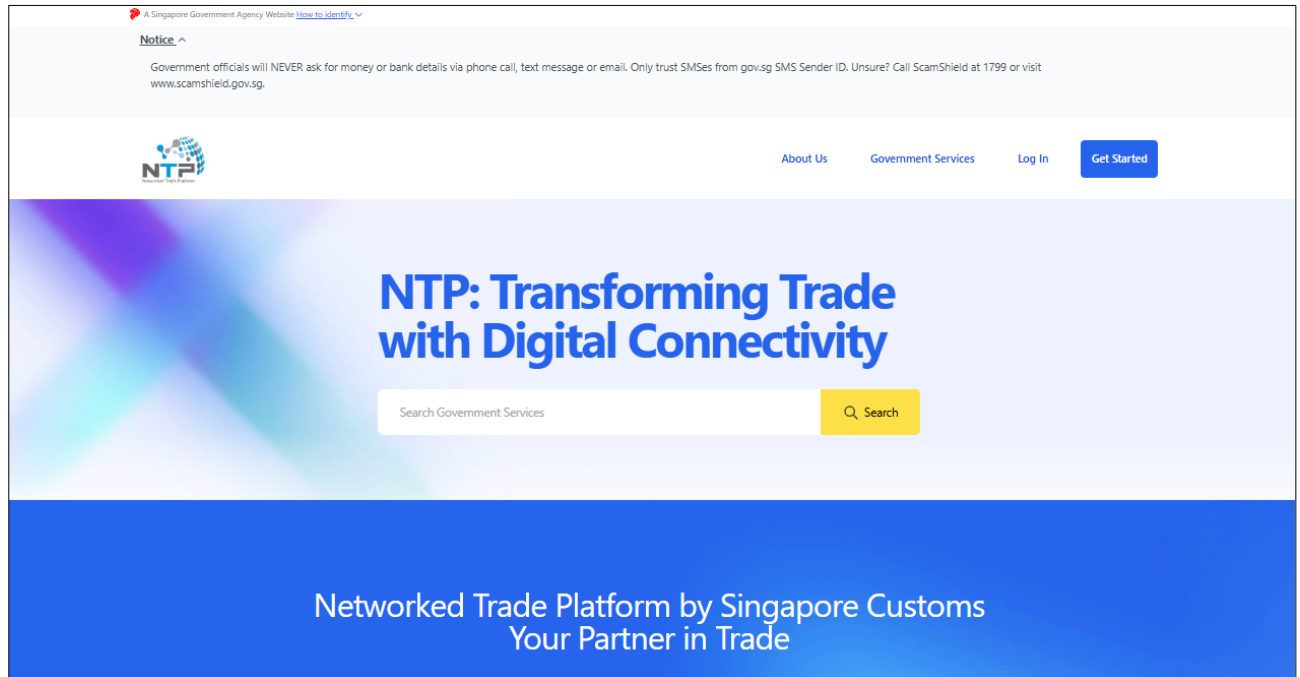 A Singapore Government Agency Website How to identify
Notice
Government officials will NEVER ask for money or bank details via phone call, text message or email. Only trust SMSes from gov.sg SMS Sender ID. Unsure? Call ScamShield at 1799 or visit
www.scamshield.gov.sg.
NTP
Networked Trade Platform
About Us
Government Services
Log In
Get Started
NTP: Transforming Trade
with Digital Connectivity
Search Government Services
Search
Networked Trade Platform by Singapore Customs
Your Partner in Trade